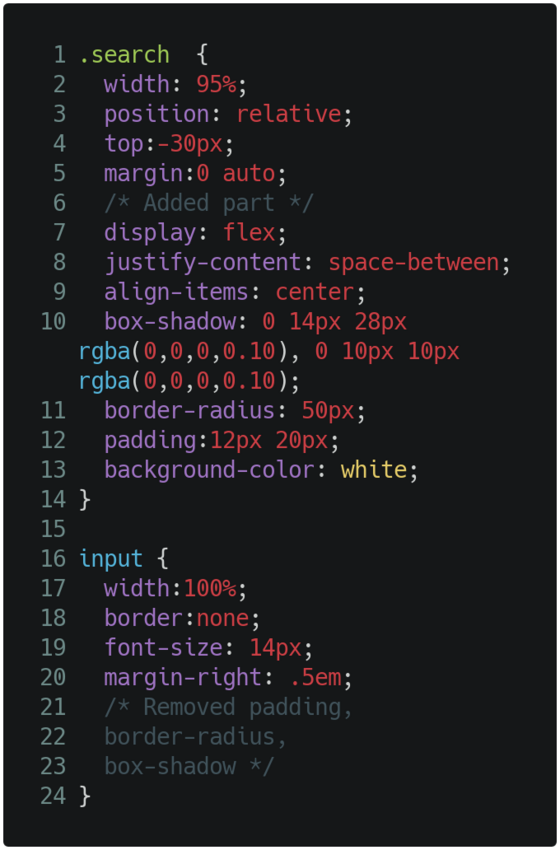 1 .search  {
2   width: 95%;
3   position: relative;
4   top:-30px;
5   margin:0 auto;
6   /* Added part */
7   display: flex;
8   justify-content: space-between;
9   align-items: center;
10   box-shadow: 0 14px 28px
rgba(0,0,0,0.10), 0 10px 10px
rgba(0,0,0,0.10);
11   border-radius: 50px;
12   padding:12px 20px;
13   background-color: white;
14 }
15
16 input {
17   width:100%;
18   border:none;
19   font-size: 14px;
20   margin-right: .5em;
21   /* Removed padding,
22   border-radius,
23   box-shadow */
24 }